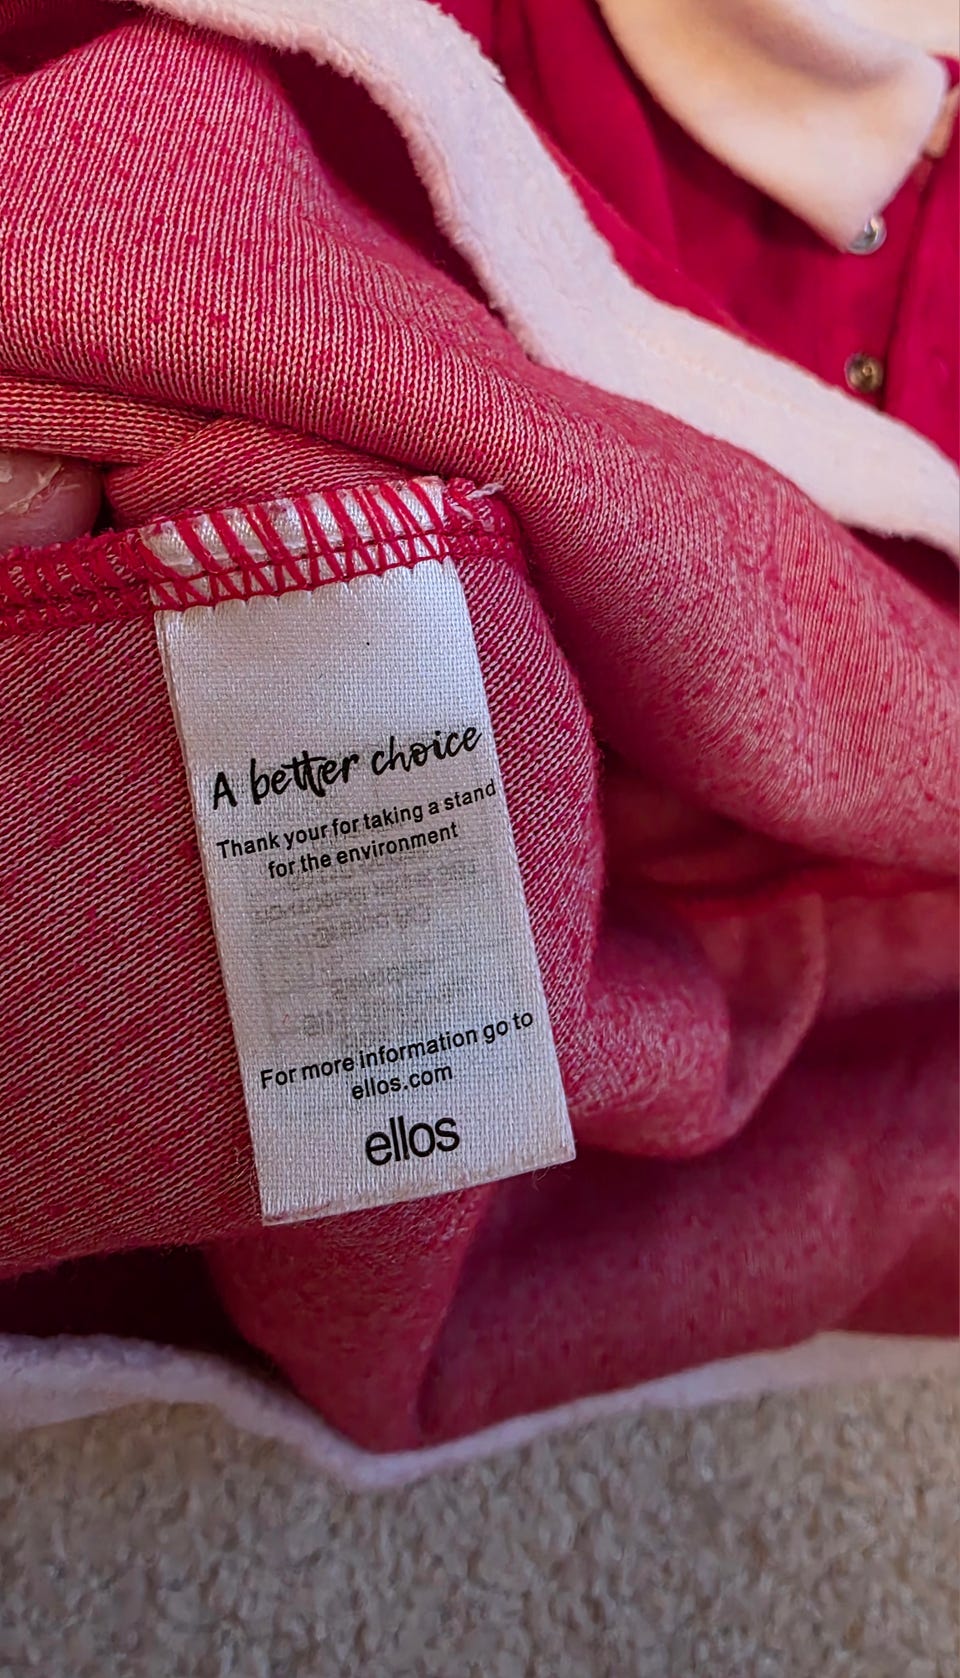 A better choice
Thank your for taking a stand
for the environment
For more information go to
ellos.com
ellos